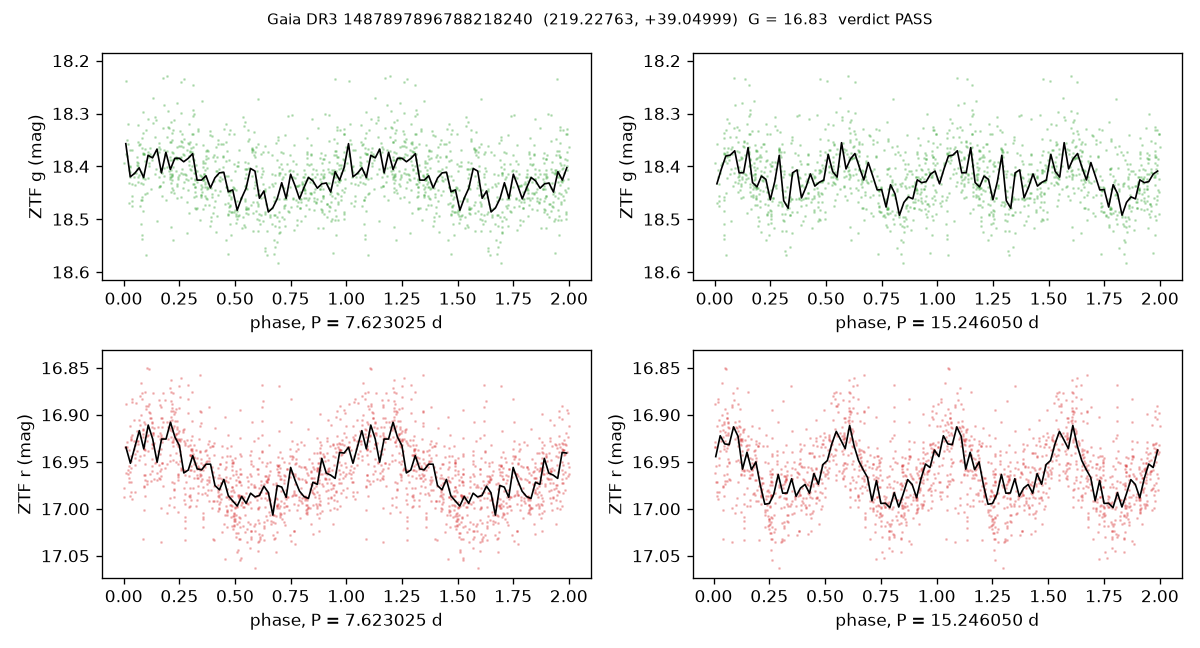 Gaia DR3 1487897896788218240  (219.22763, +39.04999)  G = 16.83  verdict PASS
18.2
18.3
18.4
18.5
18.6
ZTF g (mag)
0.00 0.25 0.50 0.75 1.00 1.25 1.50 1.75 2.00
phase, P = 7.623025 d
18.2
18.3
18.4
18.5
18.6
ZTF g (mag)
0.00 0.25 0.50 0.75 1.00 1.25 1.50 1.75 2.00
phase, P = 15.246050 d
16.85
16.90
16.95
17.00
17.05
ZTF r (mag)
0.00 0.25 0.50 0.75 1.00 1.25 1.50 1.75 2.00
phase, P = 7.623025 d
16.85
16.90
16.95
17.00
17.05
ZTF r (mag)
0.00 0.25 0.50 0.75 1.00 1.25 1.50 1.75 2.00
phase, P = 15.246050 d